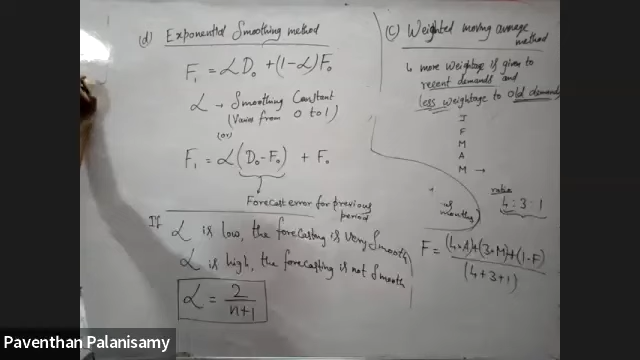 (d) Exponential Smoothing method
F₁ = αD₀ + (1-α)F₀
α → Smoothing Constant
(Varies from 0 to 1)
(or)
F₁ = α(D₀-F₀) + F₀
Forecast error for previous
period
If α is low, the forecasting is very Smooth
α is high, the forecasting is not Smooth
α = 2/(n+1)
(c) Weighted moving average
method
↳ more weightage is given to
recent demands and
less weightage to old demands
J
F
M
A
M →
ratio
4 : 3 : 1
months)
F = (4*A)+(3*M)+(1*F)
(4+3+1)
Paventhan Palanisamy